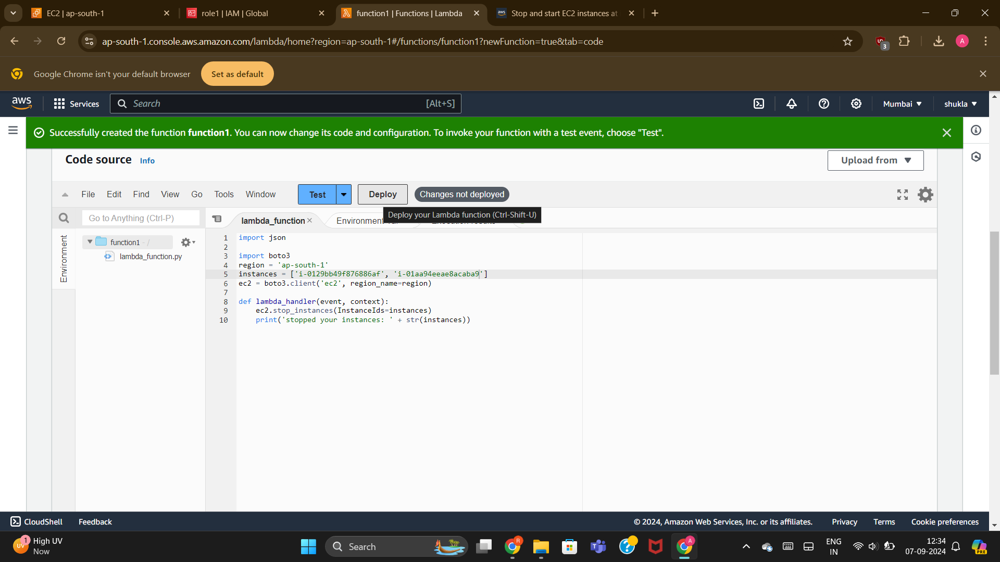 EC2 | ap-south-1
role1 | IAM | Global
function1 | Functions | Lambda
Stop and start EC2 instances at
ap-south-1.console.aws.amazon.com/lambda/home?region=ap-south-1#/functions/function1?newFunction=true&tab=code
3
A
Google Chrome isn't your default browser
Set as default
aws
Services
Search
[Alt+S]
Mumbai
shukla
Successfully created the function function1. You can now change its code and configuration. To invoke your function with a test event, choose "Test".
Code source
Info
Upload from
File Edit Find View Go Tools Window
Test
Deploy
Changes not deployed
Go to Anything (Ctrl-P)
lambda_function
Environment
Deploy your Lambda function (Ctrl-Shift-U)
Environment
function1 - /
lambda_function.py
1 import json
2
3 import boto3
4 region = 'ap-south-1'
5 instances = ['i-0129bb49f876886af', 'i-01aa94eeae8acaba9']
6 ec2 = boto3.client('ec2', region_name=region)
7
8 def lambda_handler(event, context):
9 ec2.stop_instances(InstanceIds=instances)
10 print('stopped your instances: ' + str(instances))
CloudShell
Feedback
© 2024, Amazon Web Services, Inc. or its affiliates.
Privacy
Terms
Cookie preferences
UV
1
High UV
Now
Search
R
A
ENG
IN
12:34
07-09-2024
PRE